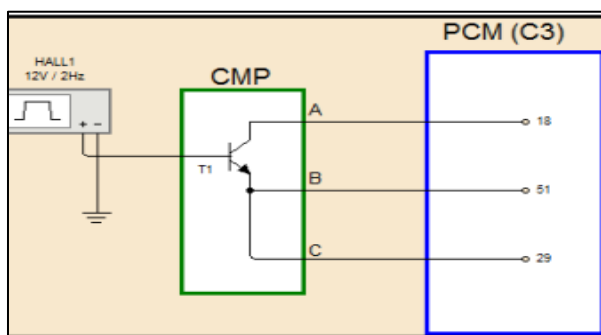 PCM (C3)
HALL1
12V / 2Hz
CMP
+ -
A
18
T1
B
51
C
29